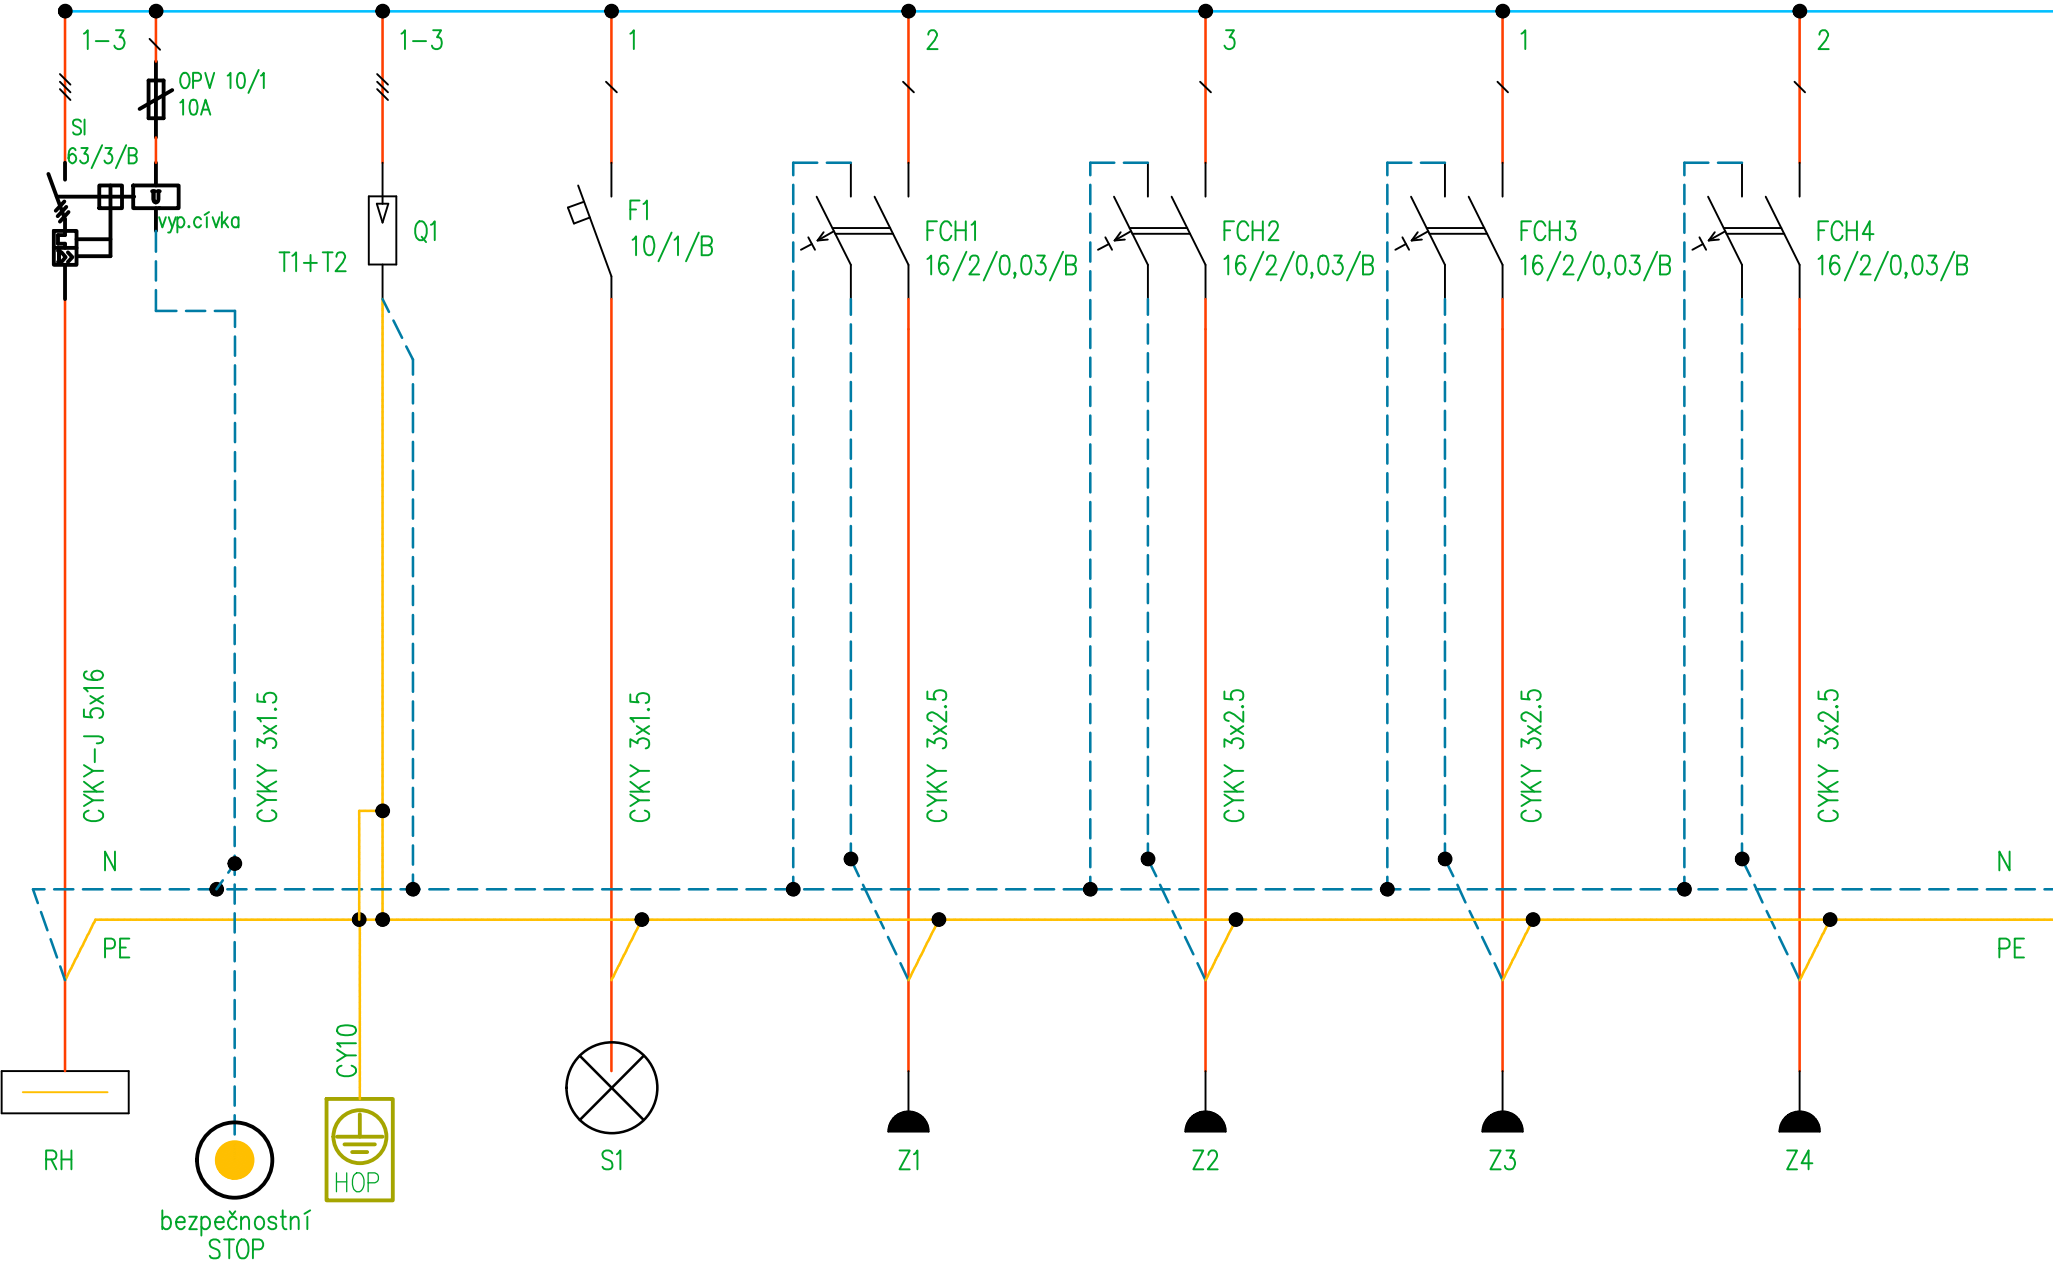 1-3
1-3
1
2
3
1
2
OPV 10/1
10A
SI
63/3/B
vyp.cívka
T1+T2
Q1
F1
10/1/B
FCH1
16/2/0,03/B
FCH2
16/2/0,03/B
FCH3
16/2/0,03/B
FCH4
16/2/0,03/B
CYKY-J 5x16
CYKY 3x1.5
CYKY 3x1.5
CYKY 3x2.5
CYKY 3x2.5
CYKY 3x2.5
CYKY 3x2.5
N
N
PE
PE
CY10
RH
HOP
S1
Z1
Z2
Z3
Z4
bezpečnostní
STOP